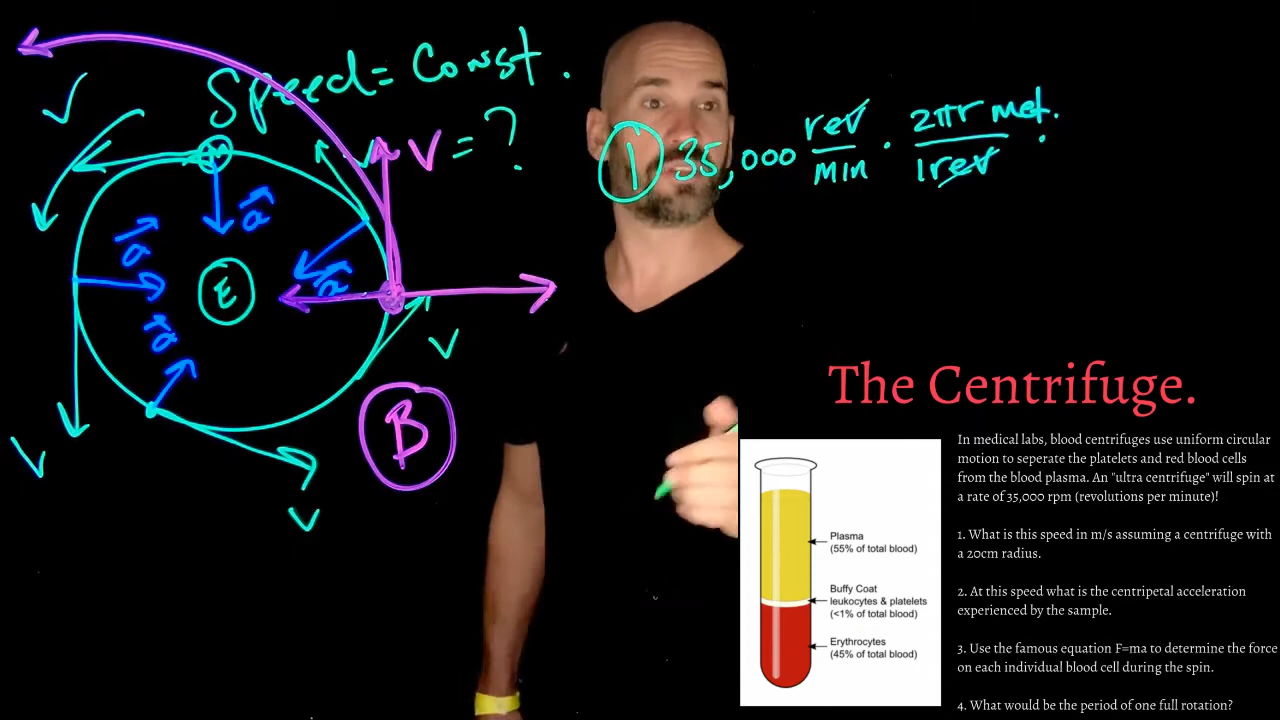 Speed = Const.
V = ?
V
V
V
V
V
a
a
a
a
E
B
1 35,000 rev/min · 2πr met./1rev ·
The Centrifuge.
In medical labs, blood centrifuges use uniform circular
motion to seperate the platelets and red blood cells
from the blood plasma. An "ultra centrifuge" will spin at
a rate of 35,000 rpm (revolutions per minute)!
1. What is this speed in m/s assuming a centrifuge with
a 20cm radius.
2. At this speed what is the centripetal acceleration
experienced by the sample.
3. Use the famous equation F=ma to determine the force
on each individual blood cell during the spin.
4. What would be the period of one full rotation?
Plasma
(55% of total blood)
Buffy Coat
leukocytes & platelets
(<1% of total blood)
Erythrocytes
(45% of total blood)